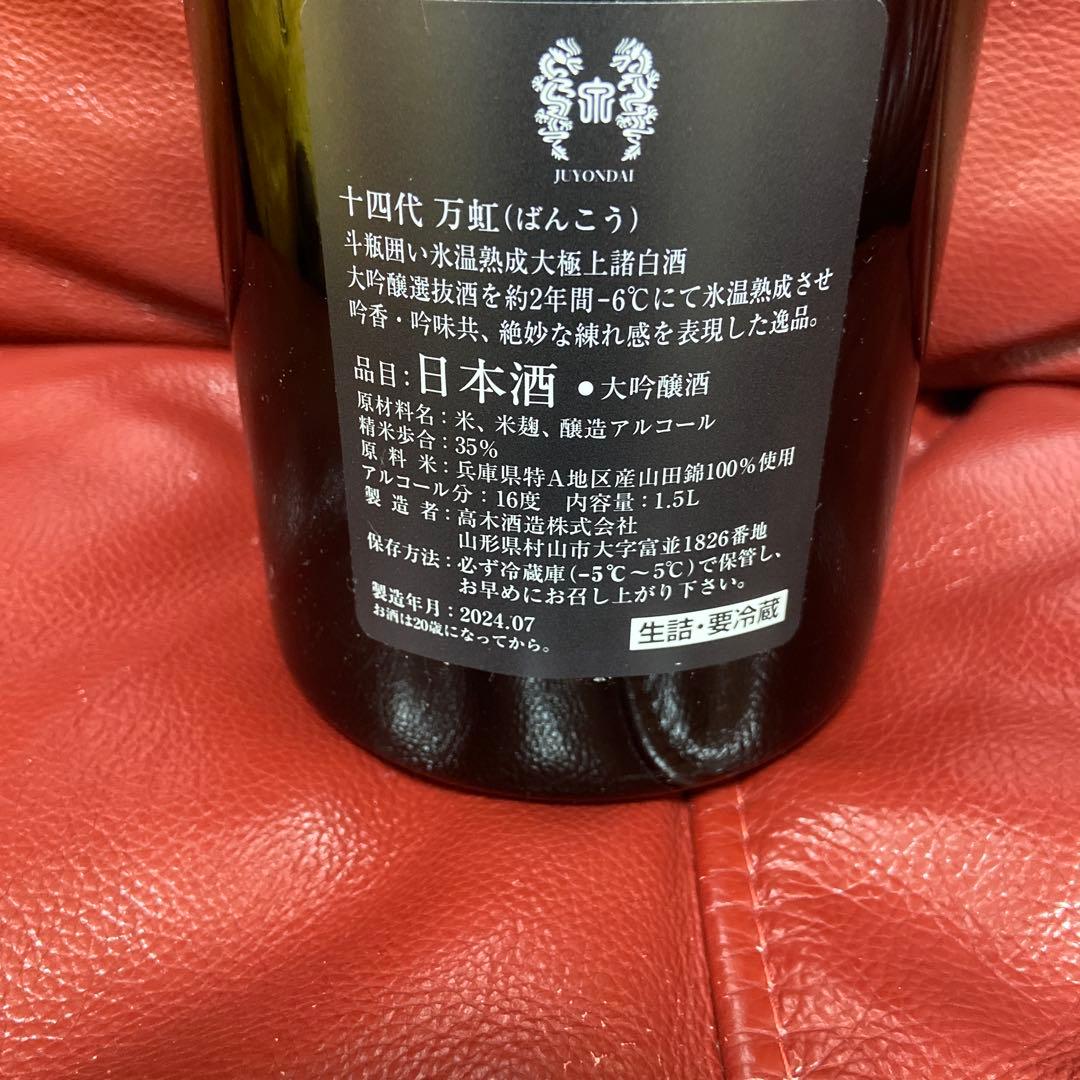 JUYONDAI
十四代 万虹(ばんこう)
斗瓶囲い氷温熟成大極上諸白酒
大吟醸選抜酒を約2年間-6℃にて氷温熟成させ
吟香・吟味共、絶妙な練れ感を表現した逸品。
品目:日本酒 ●大吟醸酒
原材料名:米、米麹、醸造アルコール
精米歩合:35%
原料米:兵庫県特A地区産山田錦100%使用
アルコール分:16度 内容量:1.5L
製造者:高木酒造株式会社
山形県村山市大字富並1826番地
保存方法:必ず冷蔵庫(-5℃〜5℃)で保管し、
お早めにお召し上がり下さい。
製造年月:2024.07
お酒は20歳になってから。
生詰・要冷蔵